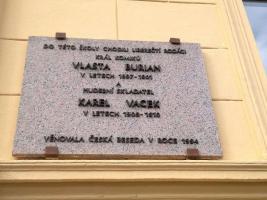 DO TÉTO ŠKOLY CHODILI LIBEREČTÍ RODÁCI
KRÁL KOMIKŮ
VLASTA BURIAN
V LETECH 1897-1901
A
HUDEBNÍ SKLADATEL
KAREL VACEK
V LETECH 1908-1913
VĚNOVALA ČESKÁ BESEDA V ROCE 1994